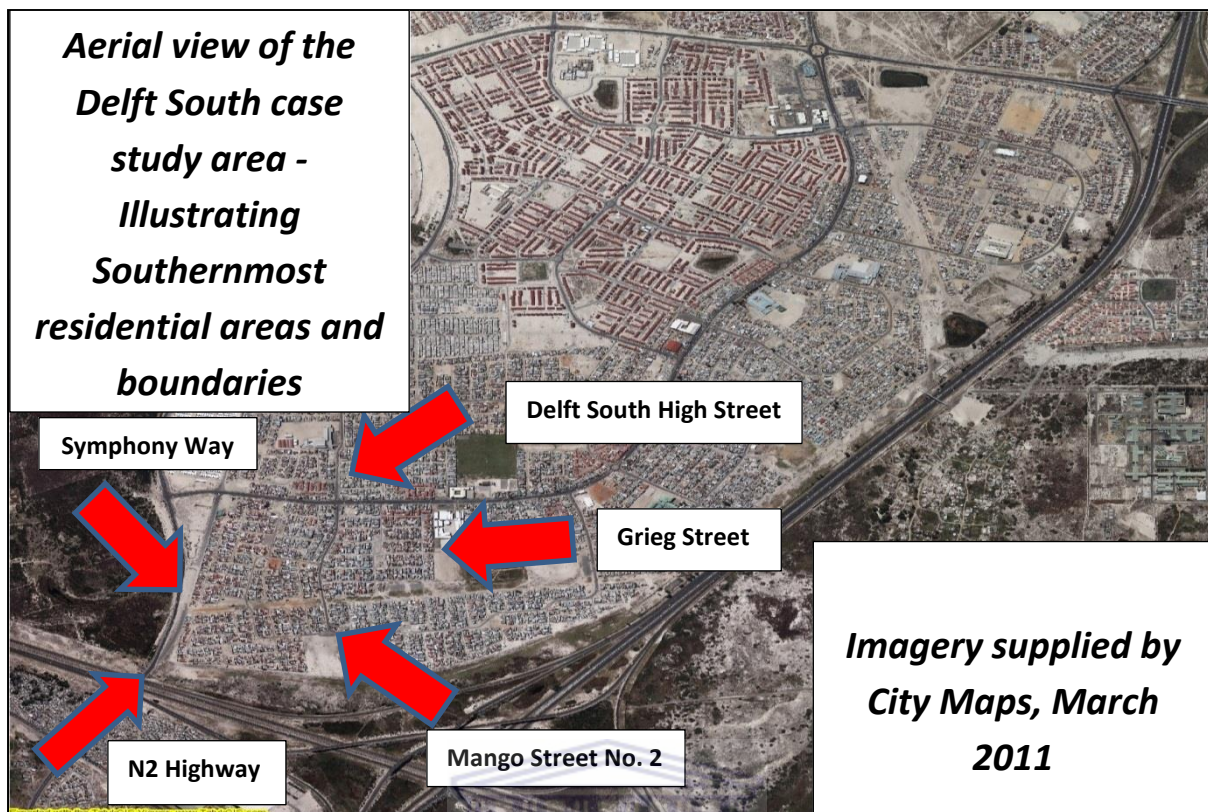 Aerial view of the
Delft South case
study area -
Illustrating
Southernmost
residential areas and
boundaries
Delft South High Street
Symphony Way
Grieg Street
Imagery supplied by
City Maps, March
2011
Mango Street No. 2
N2 Highway